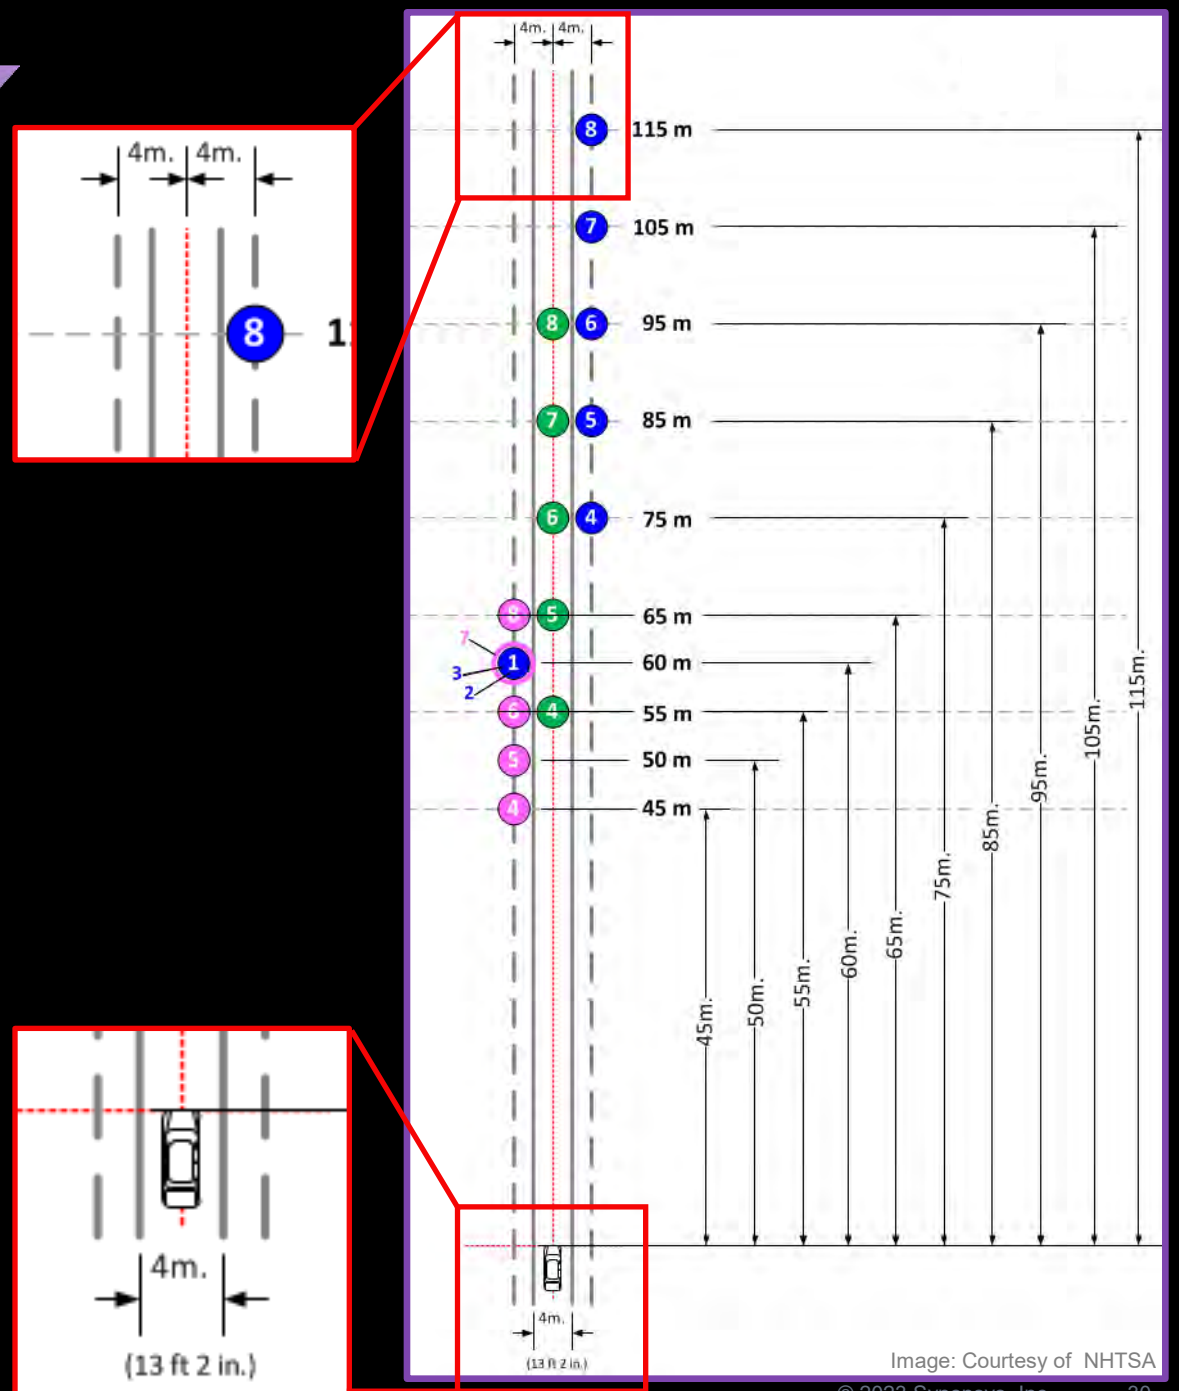 4m. 4m.
8 115 m
4m. 4m.
8 11
7 105 m
8 6 95 m
7 5 85 m
6 4 75 m
8 5 65 m
7
1 60 m
3
2
6 4 55 m
5 50 m
4 45 m
45m.
50m.
55m.
60m.
65m.
75m.
85m.
95m.
105m.
115m.
4m.
(13 ft 2 in.)
4m.
(13 ft 2 in.)
Image: Courtesy of NHTSA